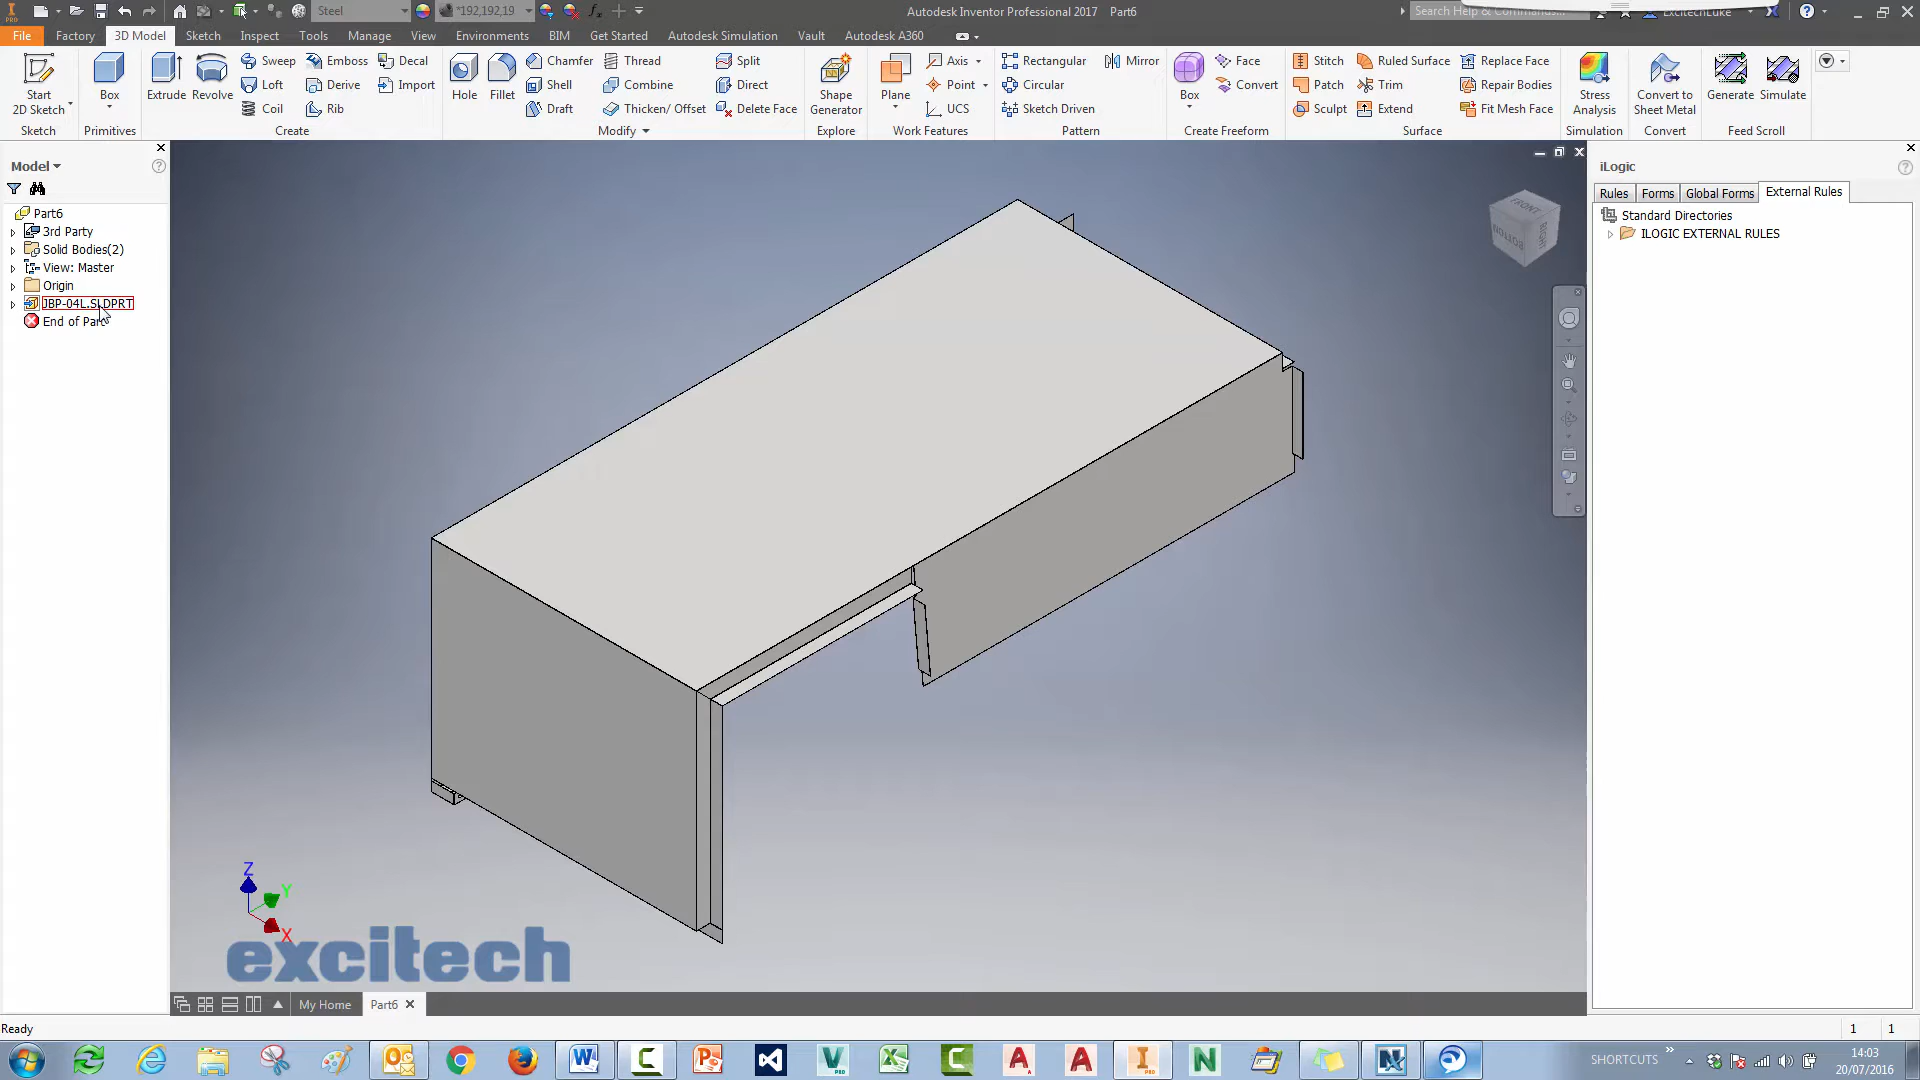 Steel
*192,192,19
Autodesk Inventor Professional 2017 Part6
Search Help & Commands...
ExcitechLuke
File Factory 3D Model Sketch Inspect Tools Manage View Environments BIM Get Started Autodesk Simulation Vault Autodesk A360
Sweep Emboss Decal Chamfer Thread Split Axis Rectangular Mirror Face Stitch Ruled Surface Replace Face
Loft Derive Import Shell Combine Direct Point Circular Convert Patch Trim Repair Bodies
Coil Rib Draft Thicken/ Offset Delete Face UCS Sketch Driven Sculpt Extend Fit Mesh Face
Start
2D Sketch
Box
Extrude
Revolve
Hole
Fillet
Shape
Generator
Plane
Box
Stress
Analysis
Convert to
Sheet Metal
Generate
Simulate
Sketch Primitives Create Modify Explore Work Features Pattern Create Freeform Surface Simulation Convert Feed Scroll
Model
Part6
3rd Party
Solid Bodies(2)
View: Master
Origin
JBP-04L.SLDPRT
End of Part
FRONT
RIGHT
BOTTOM
iLogic
Rules Forms Global Forms External Rules
Standard Directories
ILOGIC EXTERNAL RULES
Z
Y
X
excitech
My Home Part6
Ready
1 1
SHORTCUTS
14:03
20/07/2016